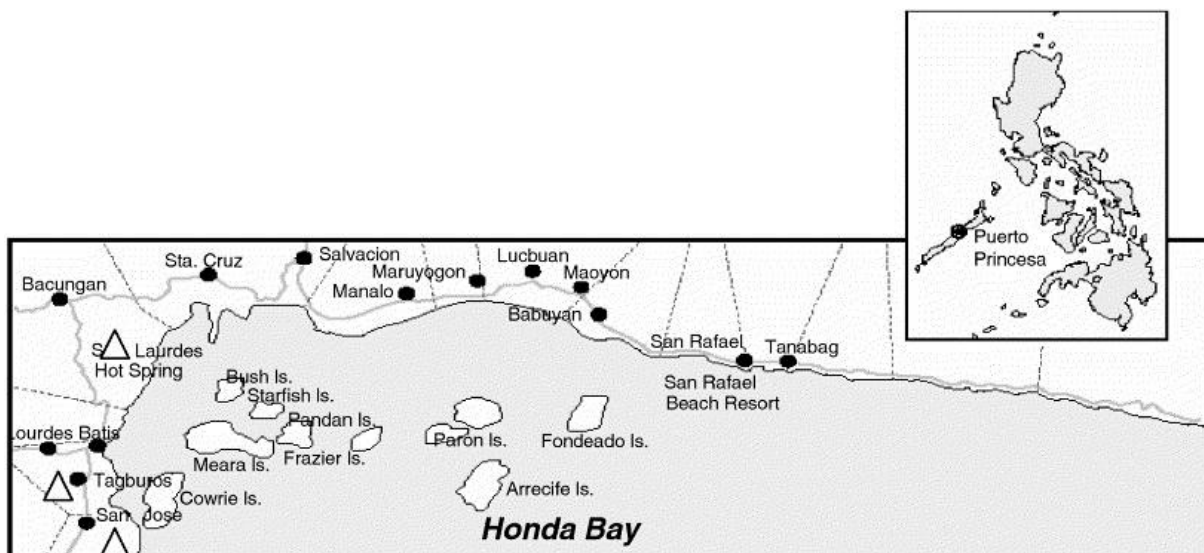 Puerto
Princesa
Salvacion
Lucbuan
Sta. Cruz
Maruyogon
Maoyon
Bacungan
Manalo
Babuyan
San Rafael
Tanabag
Laurdes
Hot Spring
Bush Is.
San Rafael
Beach Resort
Starfish Is.
Pandan Is.
Lourdes Batis
Paron Is.
Fondeado Is.
Meara Is.
Frazier Is.
Tagburos
Cowrie Is.
Arrecife Is.
San Jose
Honda Bay